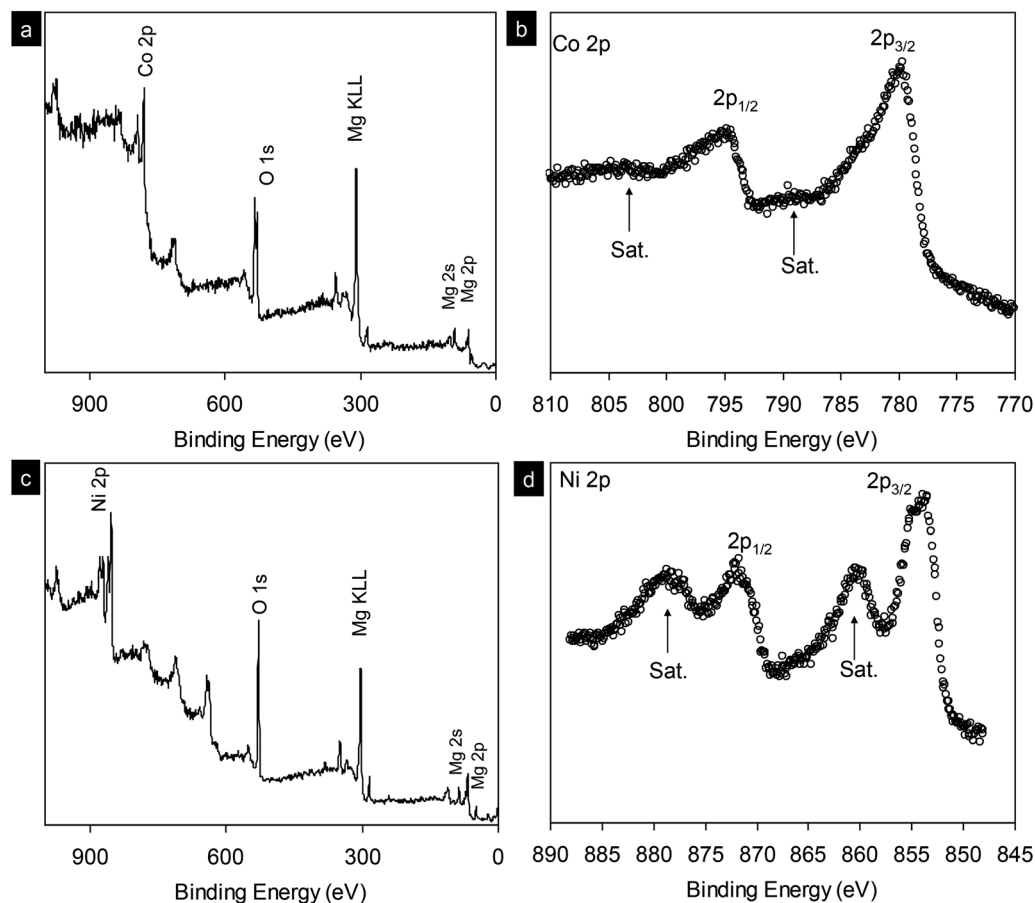 a
Co 2p
O 1s
Mg KLL
Mg 2s
Mg 2p
900 600 300 0
Binding Energy (eV)
b
Co 2p
2p1/2
2p3/2
Sat.
Sat.
810 805 800 795 790 785 780 775 770
Binding Energy (eV)
c
Ni 2p
O 1s
Mg KLL
Mg 2s
Mg 2p
900 600 300 0
Binding Energy (eV)
d
Ni 2p
2p3/2
2p1/2
Sat.
Sat.
890 885 880 875 870 865 860 855 850 845
Binding Energy (eV)